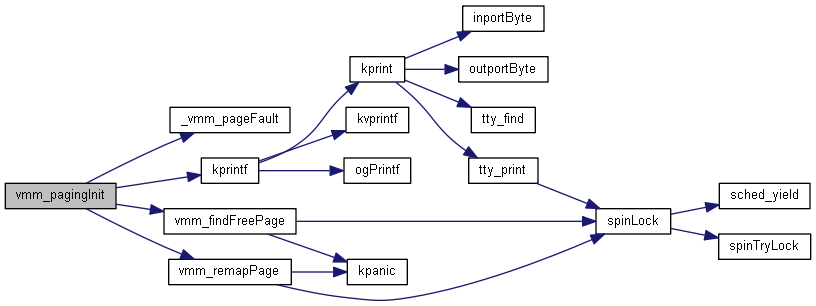 inportByte
kprint
outportByte
_vmm_pageFault
kvprintf
tty_find
kprintf
ogPrintf
tty_print
vmm_pagingInit
sched_yield
vmm_findFreePage
spinLock
spinTryLock
vmm_remapPage
kpanic